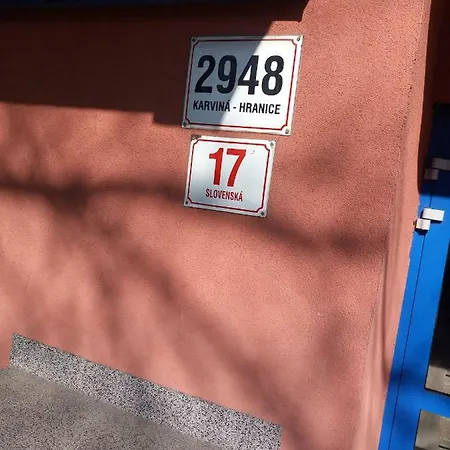 2948
KARVINÁ - HRANICE
17
SLOVENSKÁ